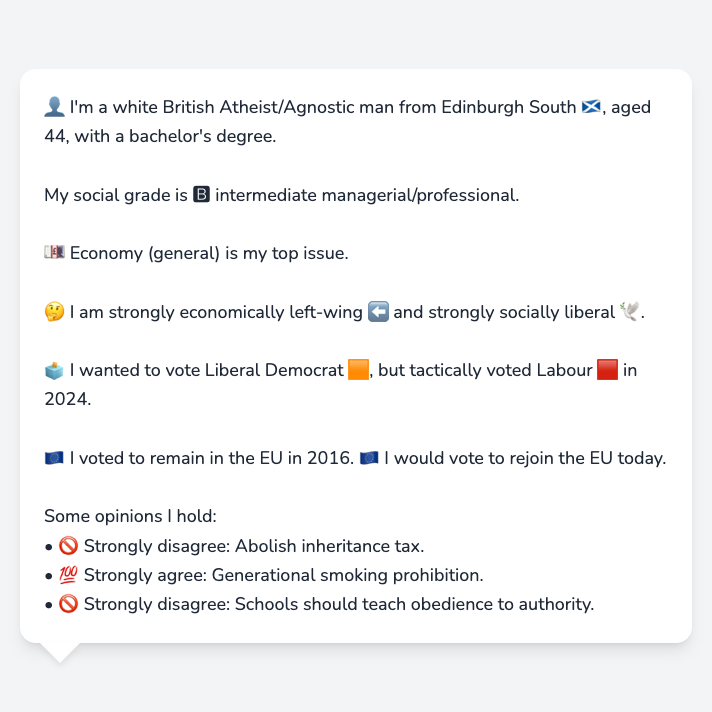 👤 I'm a white British Atheist/Agnostic man from Edinburgh South 🏴󠁧󠁢󠁳󠁣󠁴󠁿, aged
44, with a bachelor's degree.
My social grade is 🅱 intermediate managerial/professional.
💷 Economy (general) is my top issue.
🤔 I am strongly economically left-wing ⬅️ and strongly socially liberal 🕊️.
🗳️ I wanted to vote Liberal Democrat 🟧, but tactically voted Labour 🟥 in
2024.
🇪🇺 I voted to remain in the EU in 2016. 🇪🇺 I would vote to rejoin the EU today.
Some opinions I hold:
• 🚫 Strongly disagree: Abolish inheritance tax.
• 💯 Strongly agree: Generational smoking prohibition.
• 🚫 Strongly disagree: Schools should teach obedience to authority.